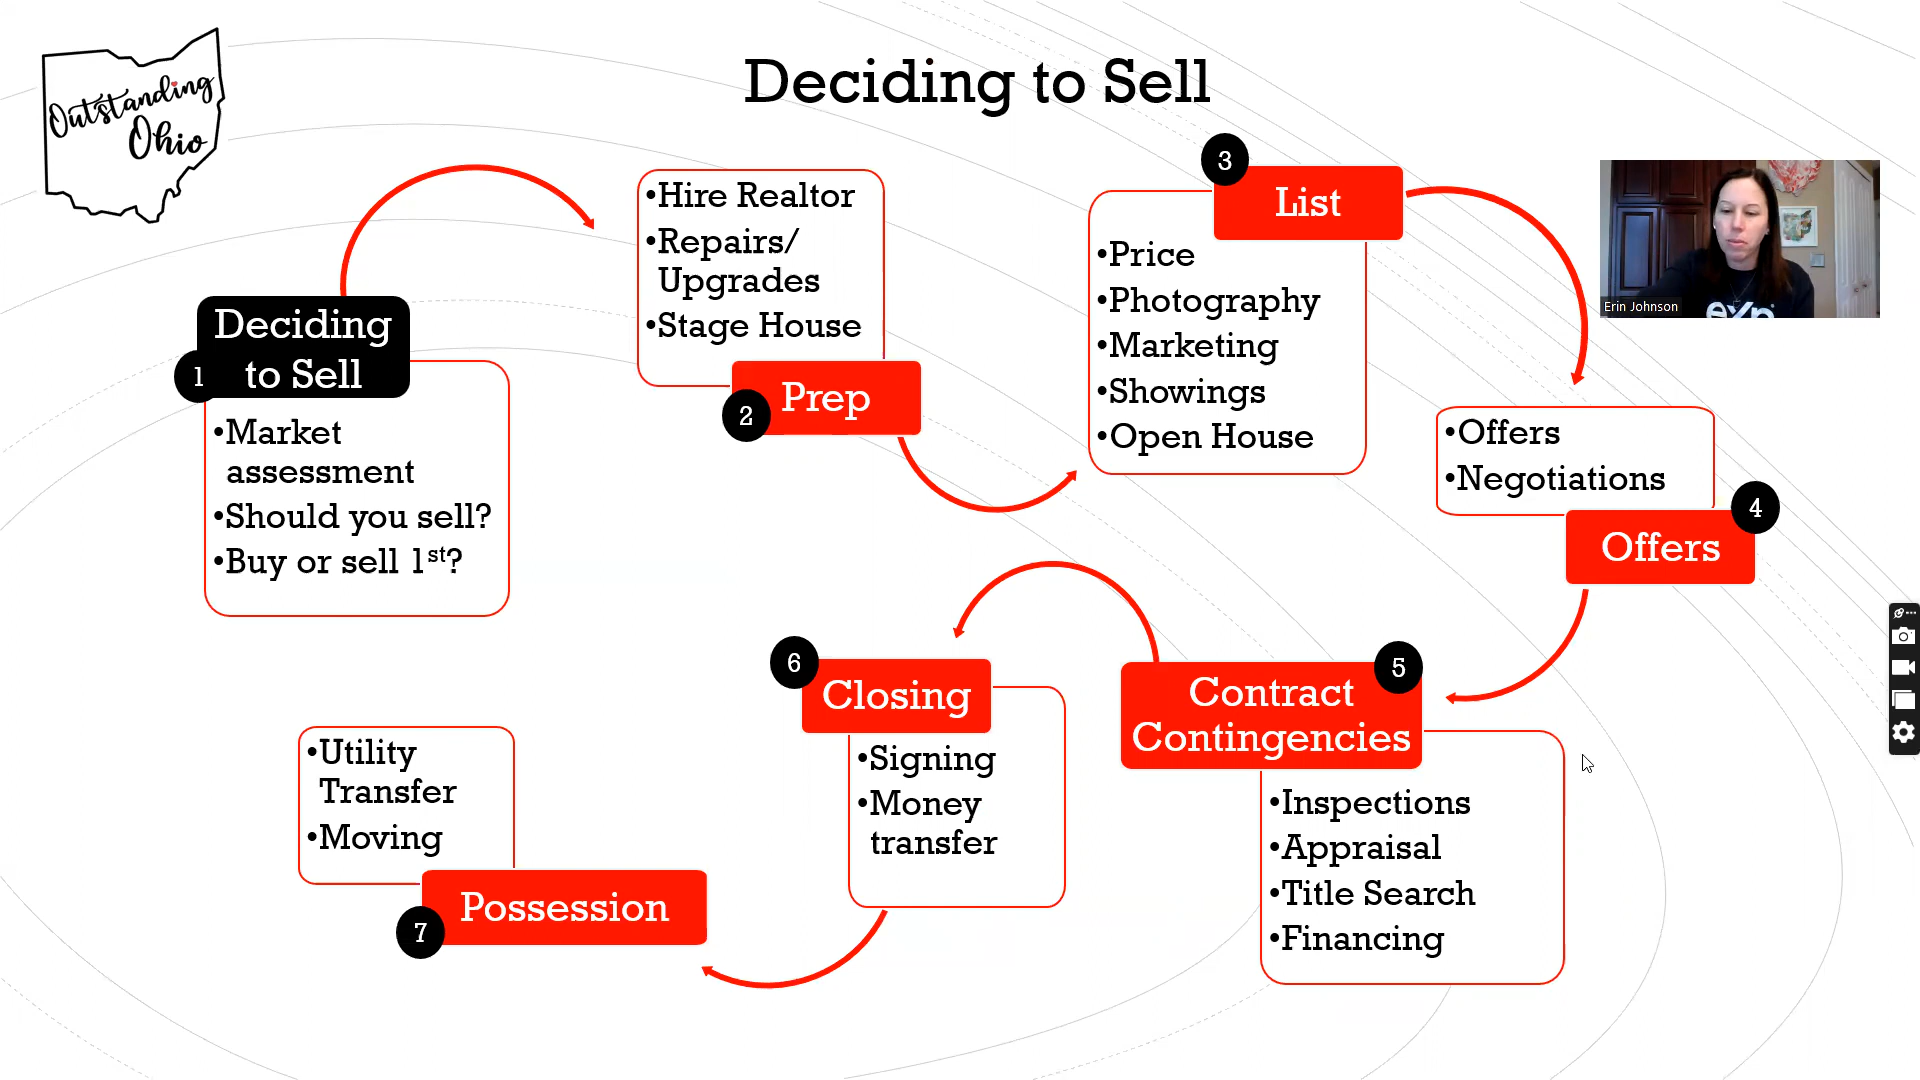 Outstanding
Ohio
Deciding to Sell
1
Deciding
to Sell
•Market
assessment
•Should you sell?
•Buy or sell 1st?
•Hire Realtor
•Repairs/
Upgrades
•Stage House
2
Prep
3
List
•Price
•Photography
•Marketing
•Showings
•Open House
Erin Johnson
exp
•Offers
•Negotiations
4
Offers
5
Contract
Contingencies
•Inspections
•Appraisal
•Title Search
•Financing
6
Closing
•Signing
•Money
transfer
•Utility
Transfer
•Moving
7
Possession